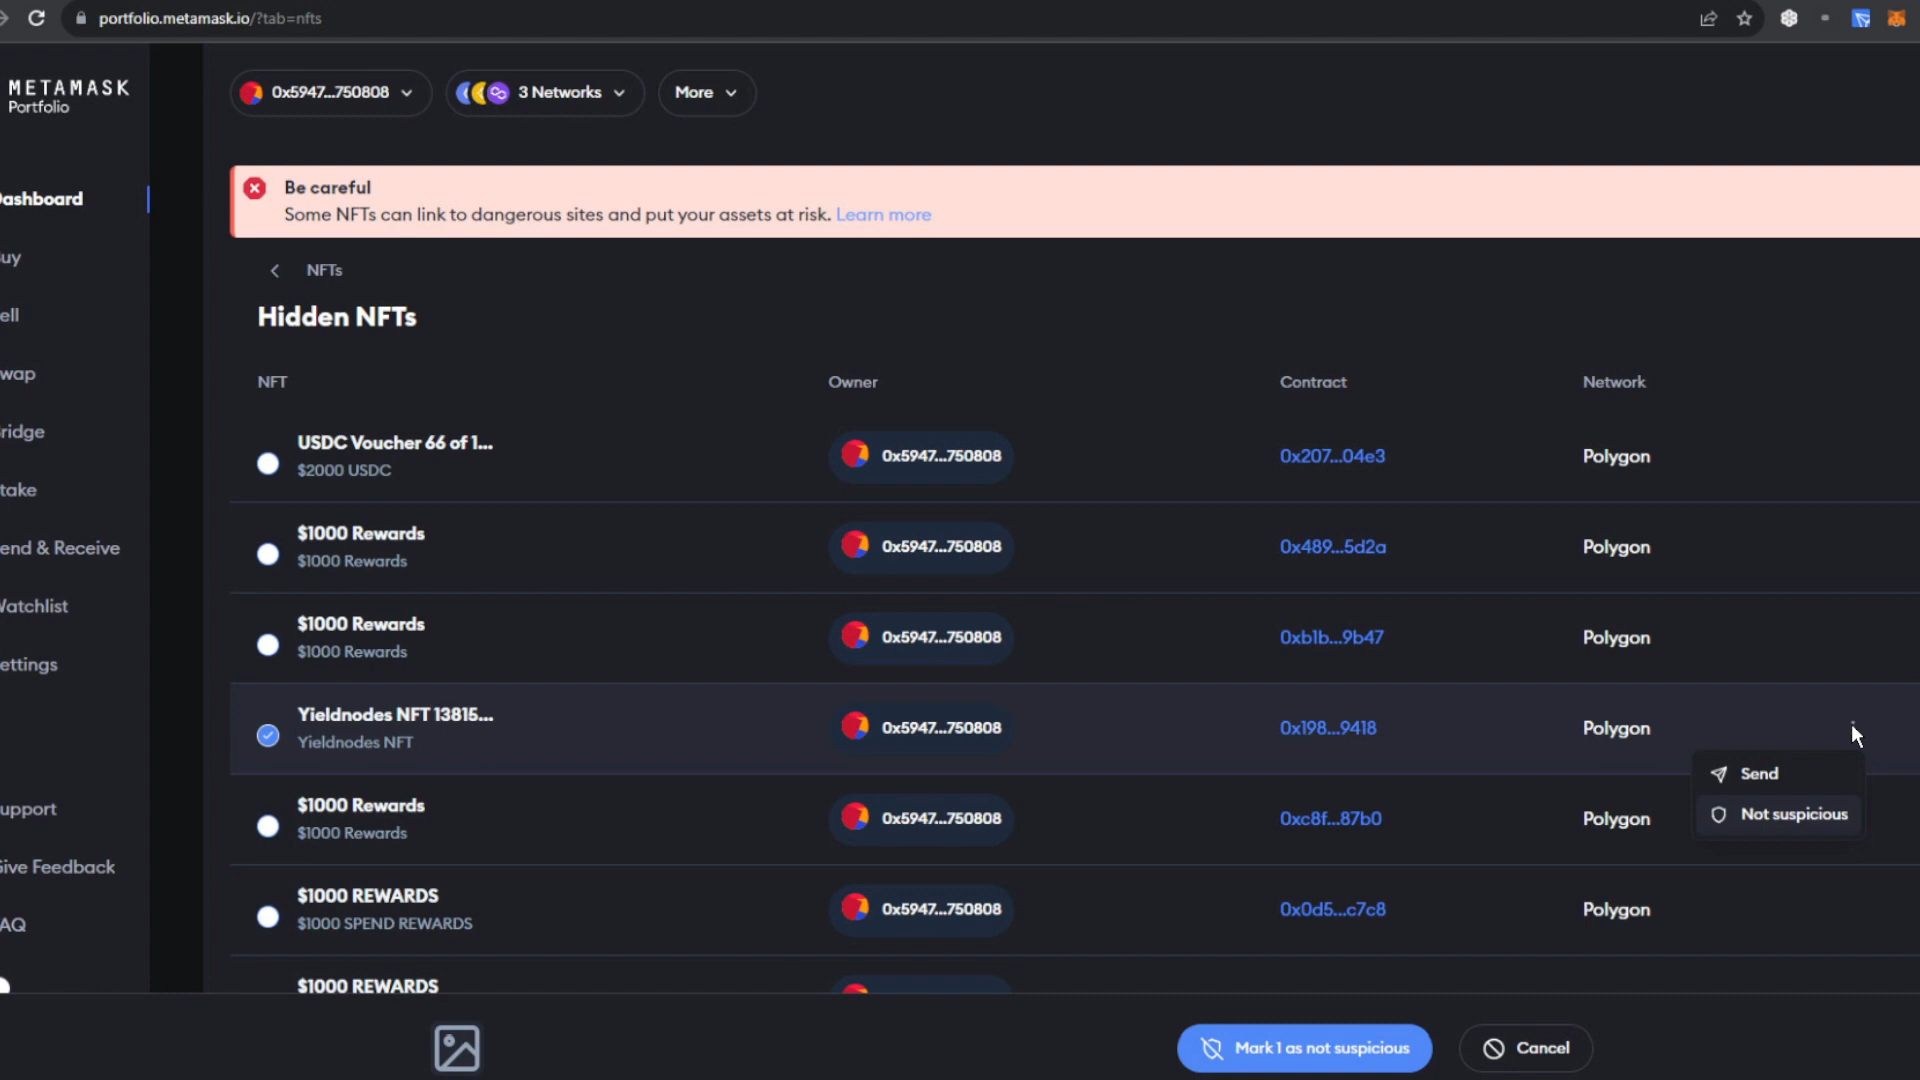 portfolio.metamask.io/?tab=nfts
METAMASK
Portfolio
0x5947...750808
3 Networks
More
Be careful
Some NFTs can link to dangerous sites and put your assets at risk. Learn more
ashboard
uy
ell
wap
ridge
take
end & Receive
atchlist
ettings
upport
ive Feedback
AQ
NFTs
Hidden NFTs
NFT Owner Contract Network
USDC Voucher 66 of 1...
$2000 USDC
0x5947...750808
0x207...04e3
Polygon
$1000 Rewards
$1000 Rewards
0x5947...750808
0x489...5d2a
Polygon
$1000 Rewards
$1000 Rewards
0x5947...750808
0xb1b...9b47
Polygon
Yieldnodes NFT 13815...
Yieldnodes NFT
0x5947...750808
0x198...9418
Polygon
Send
Not suspicious
$1000 Rewards
$1000 Rewards
0x5947...750808
0xc8f...87b0
Polygon
$1000 REWARDS
$1000 SPEND REWARDS
0x5947...750808
0x0d5...c7c8
Polygon
$1000 REWARDS
Mark 1 as not suspicious
Cancel